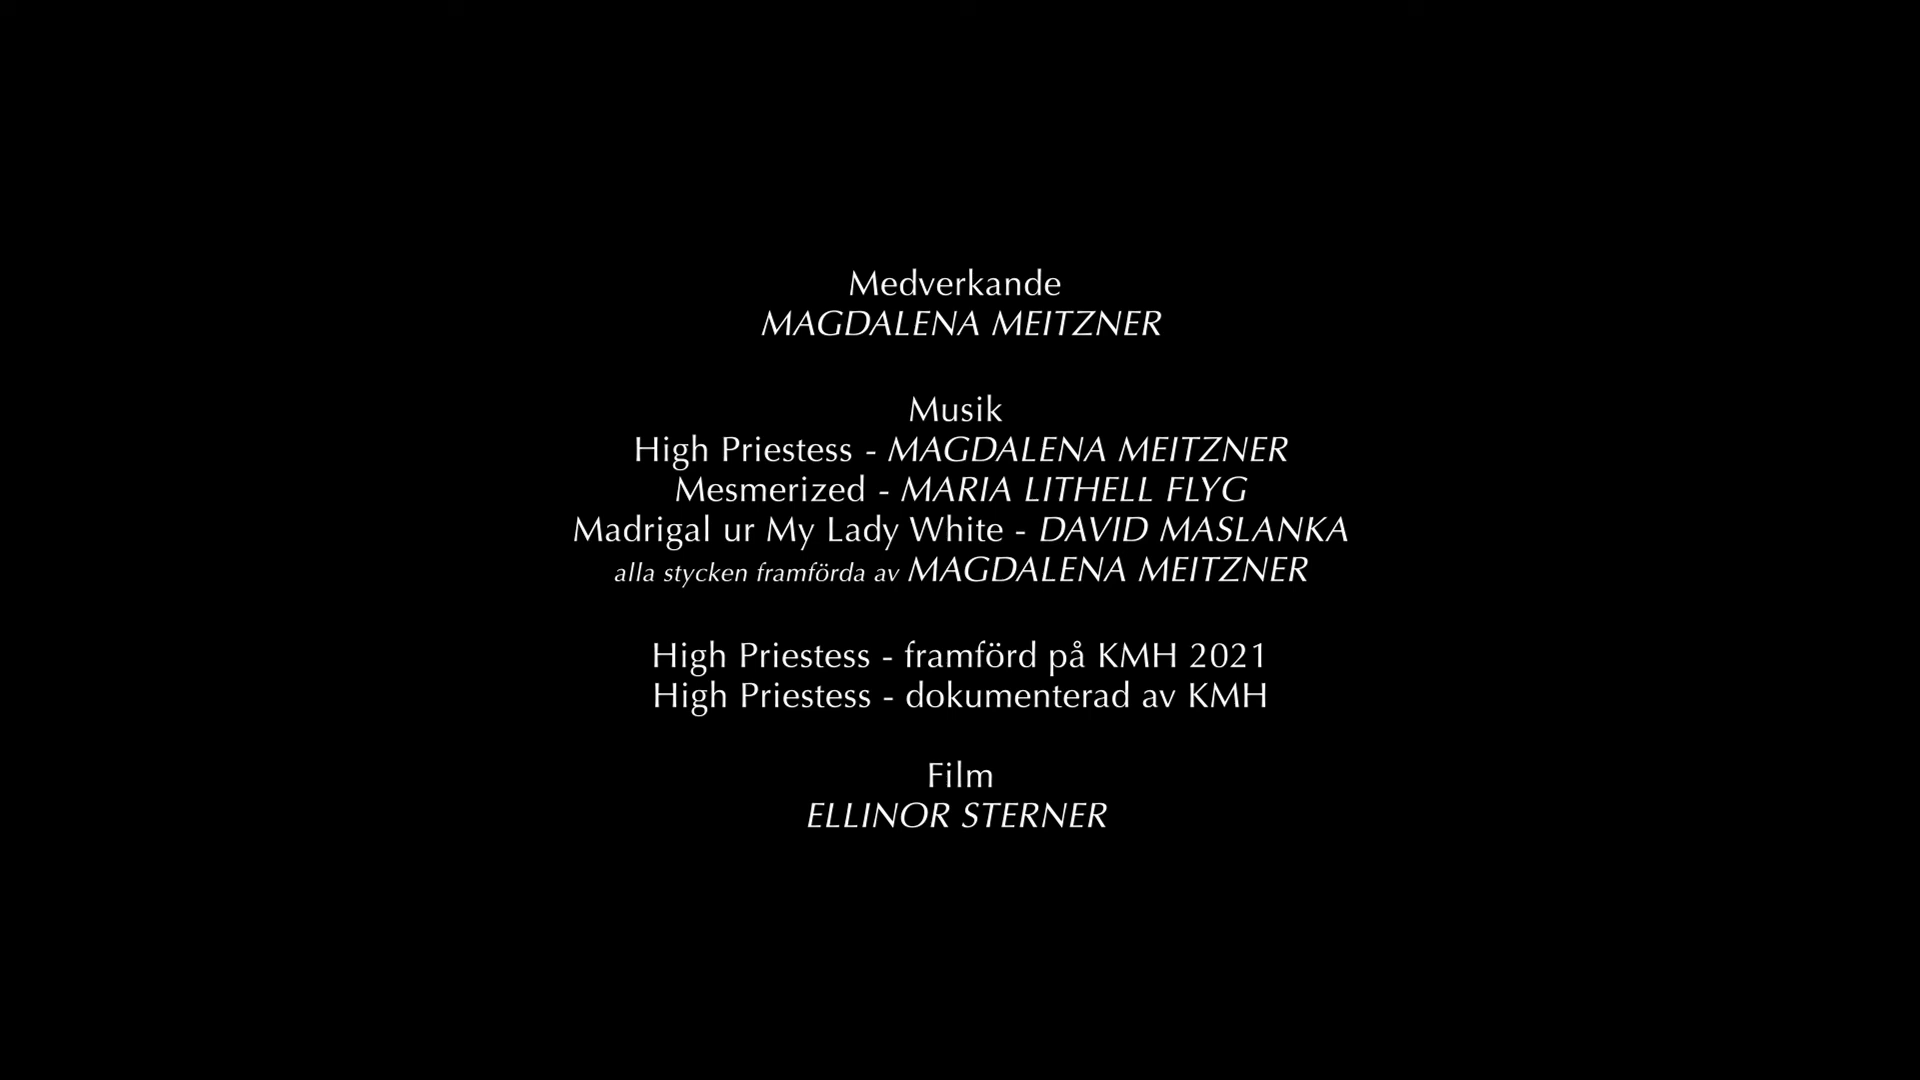 Medverkande
MAGDALENA MEITZNER
Musik
High Priestess - MAGDALENA MEITZNER
Mesmerized - MARIA LITHELL FLYG
Madrigal ur My Lady White - DAVID MASLANKA
alla stycken framförda av MAGDALENA MEITZNER
High Priestess - framförd på KMH 2021
High Priestess - dokumenterad av KMH
Film
ELLINOR STERNER